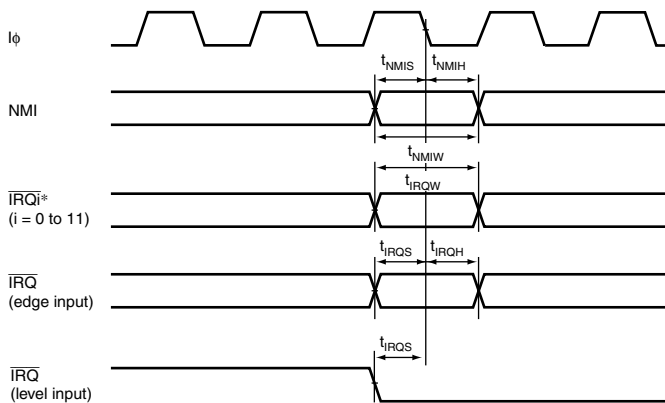 Iϕ
tNMIS tNMIH
NMI
tNMIW
IRQi*
(i = 0 to 11)
tIRQW
tIRQS tIRQH
IRQ
(edge input)
tIRQS
IRQ
(level input)